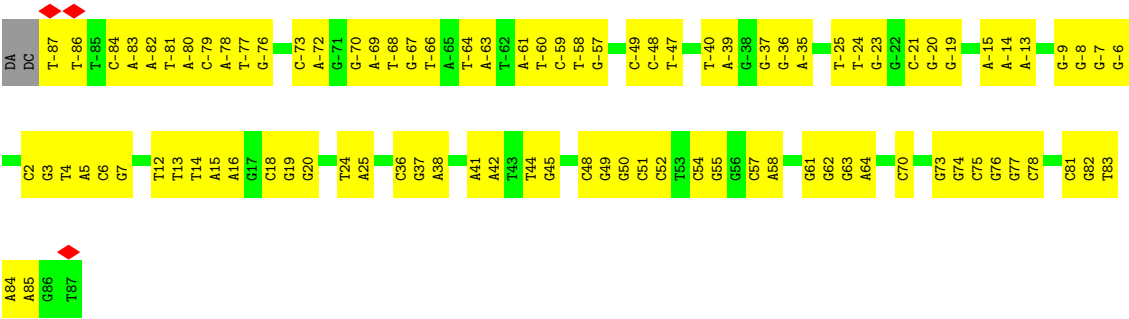 DA DC T-87 T-86 T-85 C-84 A-83 A-82 T-81 A-80 C-79 A-78 T-77 G-76 C-73 A-72 G-71 G-70 A-69 T-68 G-67 T-66 A-65 T-64 A-63 T-62 A-61 T-60 C-59 T-58 G-57 C-49 C-48 T-47 T-40 A-39 G-38 G-37 G-36 A-35 T-25 T-24 G-23 G-22 C-21 G-20 G-19 A-15 A-14 A-13 G-9 G-8 G-7 G-6
C2 G3 T4 A5 C6 G7 T12 T13 T14 A15 A16 G17 C18 G19 G20 T24 A25 C36 G37 A38 A41 A42 T43 T44 G45 C48 G49 G50 C51 C52 T53 C54 G55 G56 C57 A58 G61 G62 G63 A64 C70 G73 G74 C75 G76 G77 C78 C81 G82 T83
A84 A85 G86 T87